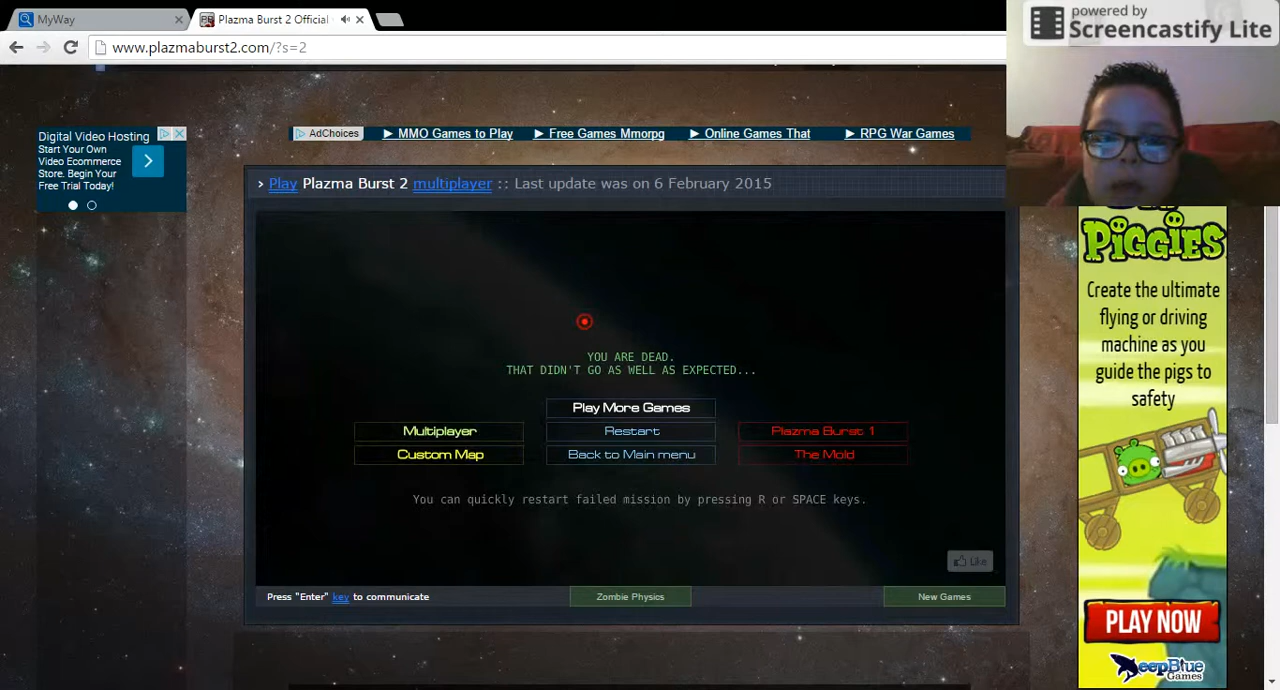 MyWay
Plazma Burst 2 Official
powered by
Screencastify Lite
www.plazmaburst2.com/?s=2
Digital Video Hosting
Start Your Own
Video Ecommerce
Store. Begin Your
Free Trial Today!
AdChoices
MMO Games to Play
Free Games Mmorpg
Online Games That
RPG War Games
› Play Plazma Burst 2 multiplayer :: Last update was on 6 February 2015
YOU ARE DEAD.
THAT DIDN'T GO AS WELL AS EXPECTED...
Play More Games
Multiplayer
Restart
Plazma Burst 1
Custom Map
Back to Main menu
The Mold
You can quickly restart failed mission by pressing R or SPACE keys.
Like
Press "Enter" key to communicate
Zombie Physics
New Games
PiGGiES
Create the ultimate
flying or driving
machine as you
guide the pigs to
safety
PLAY NOW
DeepBlue
Games